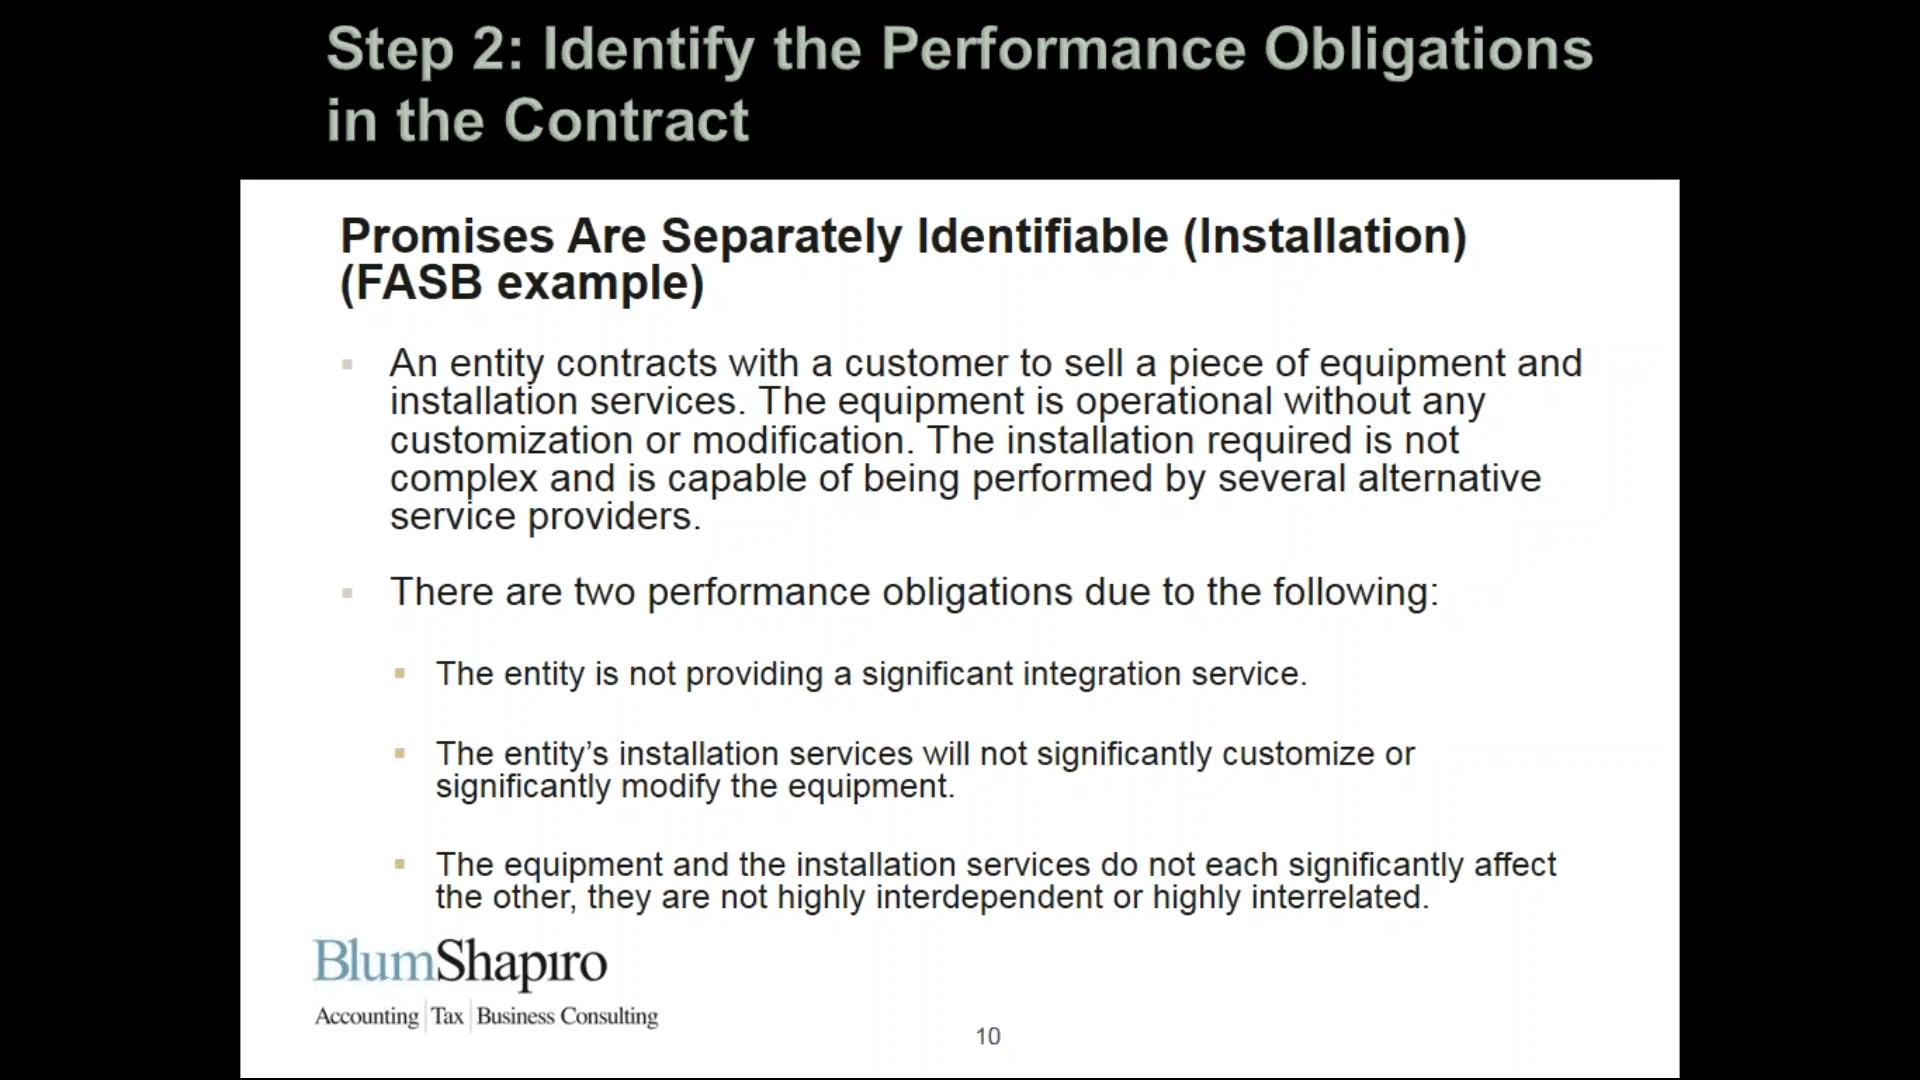 Step 2: Identify the Performance Obligations
in the Contract
Promises Are Separately Identifiable (Installation)
(FASB example)
An entity contracts with a customer to sell a piece of equipment and
installation services. The equipment is operational without any
customization or modification. The installation required is not
complex and is capable of being performed by several alternative
service providers.
There are two performance obligations due to the following:
The entity is not providing a significant integration service.
The entity’s installation services will not significantly customize or
significantly modify the equipment.
The equipment and the installation services do not each significantly affect
the other, they are not highly interdependent or highly interrelated.
BlumShapiro
Accounting | Tax | Business Consulting
10